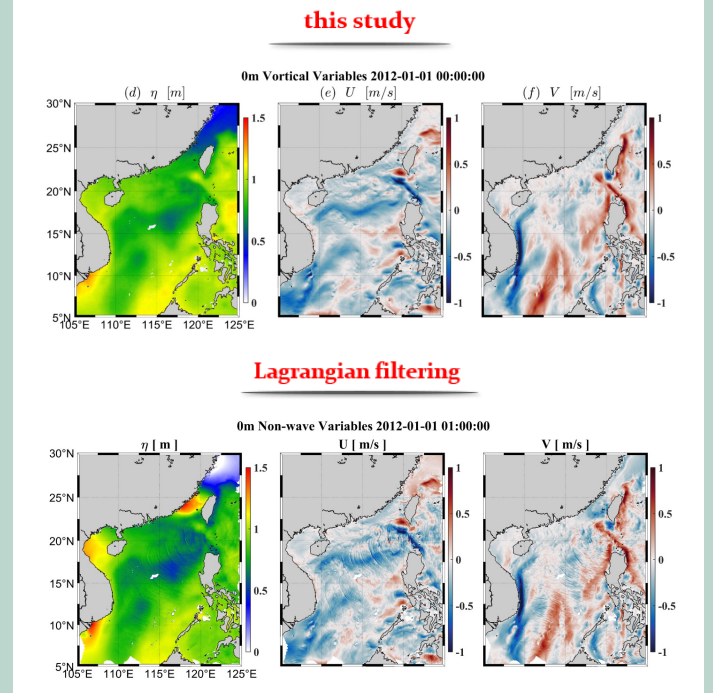 this study
0m Vortical Variables 2012-01-01 00:00:00
(d) η [m] (e) U [m/s] (f) V [m/s]
30°N
25°N
20°N
15°N
10°N
5°N
105°E 110°E 115°E 120°E 125°E
1.5
1
0.5
0
1
0.5
0
-0.5
-1
1
0.5
0
-0.5
-1
Lagrangian filtering
0m Non-wave Variables 2012-01-01 01:00:00
η [ m ] U [ m/s ] V [ m/s ]
30°N
25°N
20°N
15°N
10°N
5°N
105°E 110°E 115°E 120°E 125°E
1.5
1
0.5
0
1
0.5
0
-0.5
-1
1
0.5
0
-0.5
-1